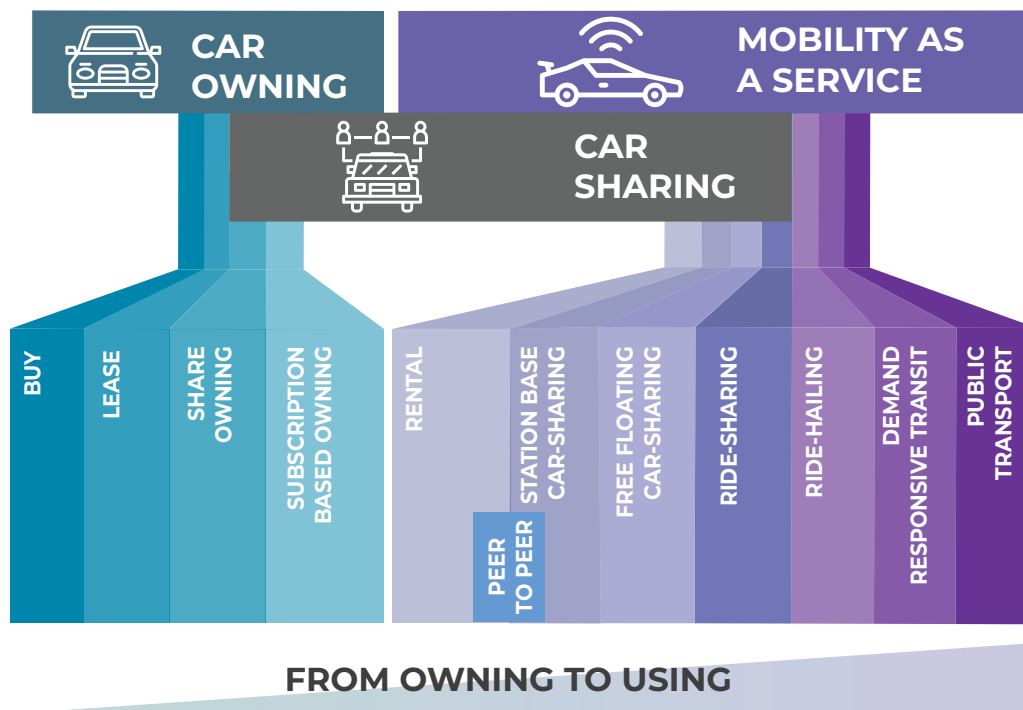 CAR
OWNING
MOBILITY AS
A SERVICE
CAR
SHARING
BUY
LEASE
SHARE
OWNING
SUBSCRIPTION
BASED OWNING
RENTAL
STATION BASE
CAR-SHARING
PEER
TO PEER
FREE FLOATING
CAR-SHARING
RIDE-SHARING
RIDE-HAILING
DEMAND
RESPONSIVE TRANSIT
PUBLIC
TRANSPORT
FROM OWNING TO USING